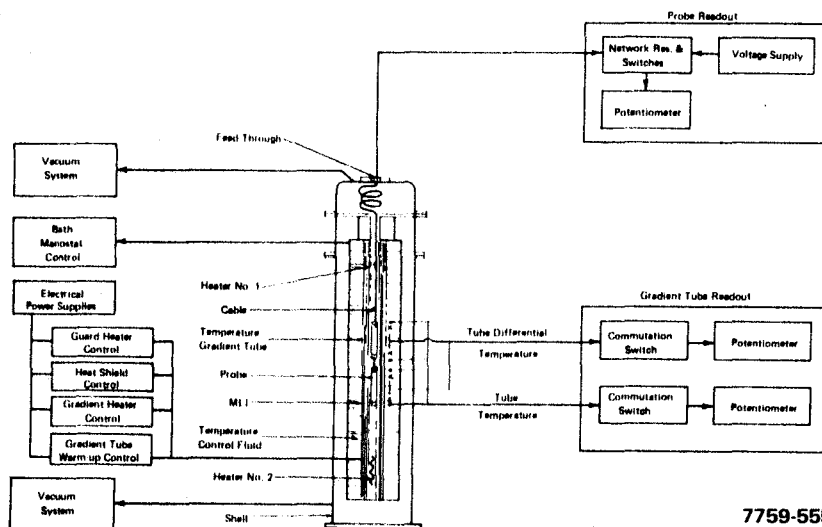 Probe Readout
Network Res. &
Switches
Voltage Supply
Potentiometer
Feed Through
Vacuum
System
Bath
Manostat
Control
Electrical
Power Supplies
Guard Heater
Control
Heat Shield
Control
Gradient Heater
Control
Gradient Tube
Warm-up Control
Vacuum
System
Heater No. 1
Cable
Temperature
Gradient Tube
Probe
MLI
Temperature
Control Fluid
Heater No. 2
Shell
Gradient Tube Readout
Tube Differential
Temperature
Commutation
Switch
Potentiometer
Tube
Temperature
Commutation
Switch
Potentiometer